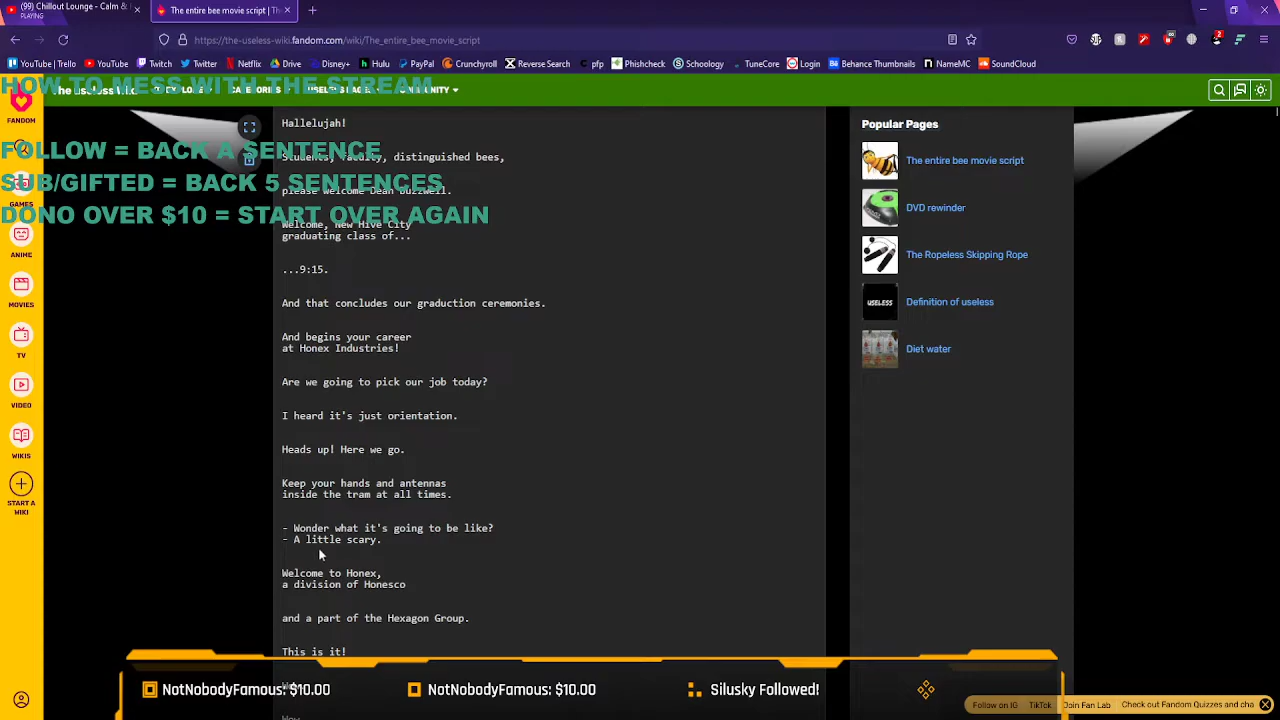 (99) Chillout Lounge - Calm &
PLAYING
The entire bee movie script | Th
https://the-useless-wiki.fandom.com/wiki/The_entire_bee_movie_script
YouTube | Trello
YouTube
Twitch
Twitter
Netflix
Drive
Disney+
Hulu
PayPal
Crunchyroll
Reverse Search
pfp
Phishcheck
Schoology
TuneCore
Login
Behance Thumbnails
NameMC
SoundCloud
HOW TO MESS WITH THE STREAM
FOLLOW = BACK A SENTENCE
SUB/GIFTED = BACK 5 SENTENCES
DONO OVER $10 = START OVER AGAIN
FANDOM
GAMES
ANIME
MOVIES
TV
VIDEO
WIKIS
START A
WIKI
Hallelujah!
Students, faculty, distinguished bees,
please welcome Dean Buzzwell.
Welcome, New Hive City
graduating class of...
...9:15.
And that concludes our graduction ceremonies.
And begins your career
at Honex Industries!
Are we going to pick our job today?
I heard it's just orientation.
Heads up! Here we go.
Keep your hands and antennas
inside the tram at all times.
- Wonder what it's going to be like?
- A little scary.
Welcome to Honex,
a division of Honesco
and a part of the Hexagon Group.
This is it!
Popular Pages
The entire bee movie script
DVD rewinder
The Ropeless Skipping Rope
USELESS
Definition of useless
Diet water
NotNobodyFamous: $10.00
NotNobodyFamous: $10.00
Silusky Followed!
Follow on IG
TikTok
Join Fan Lab
Check out Fandom Quizzes and cha